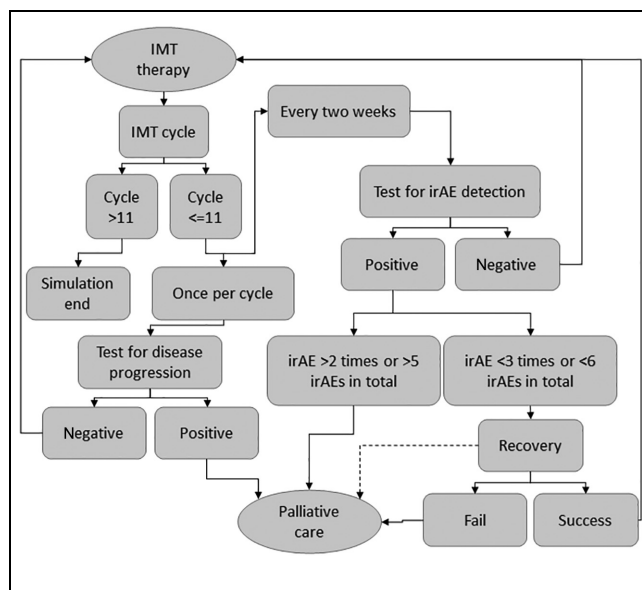 IMT
therapy
IMT cycle
Every two weeks
Cycle
>11
Cycle
<=11
Test for irAE detection
Simulation
end
Once per cycle
Positive
Negative
Test for disease
progression
irAE >2 times or >5
irAEs in total
irAE <3 times or <6
irAEs in total
Negative
Positive
Recovery
Palliative
care
Fail
Success